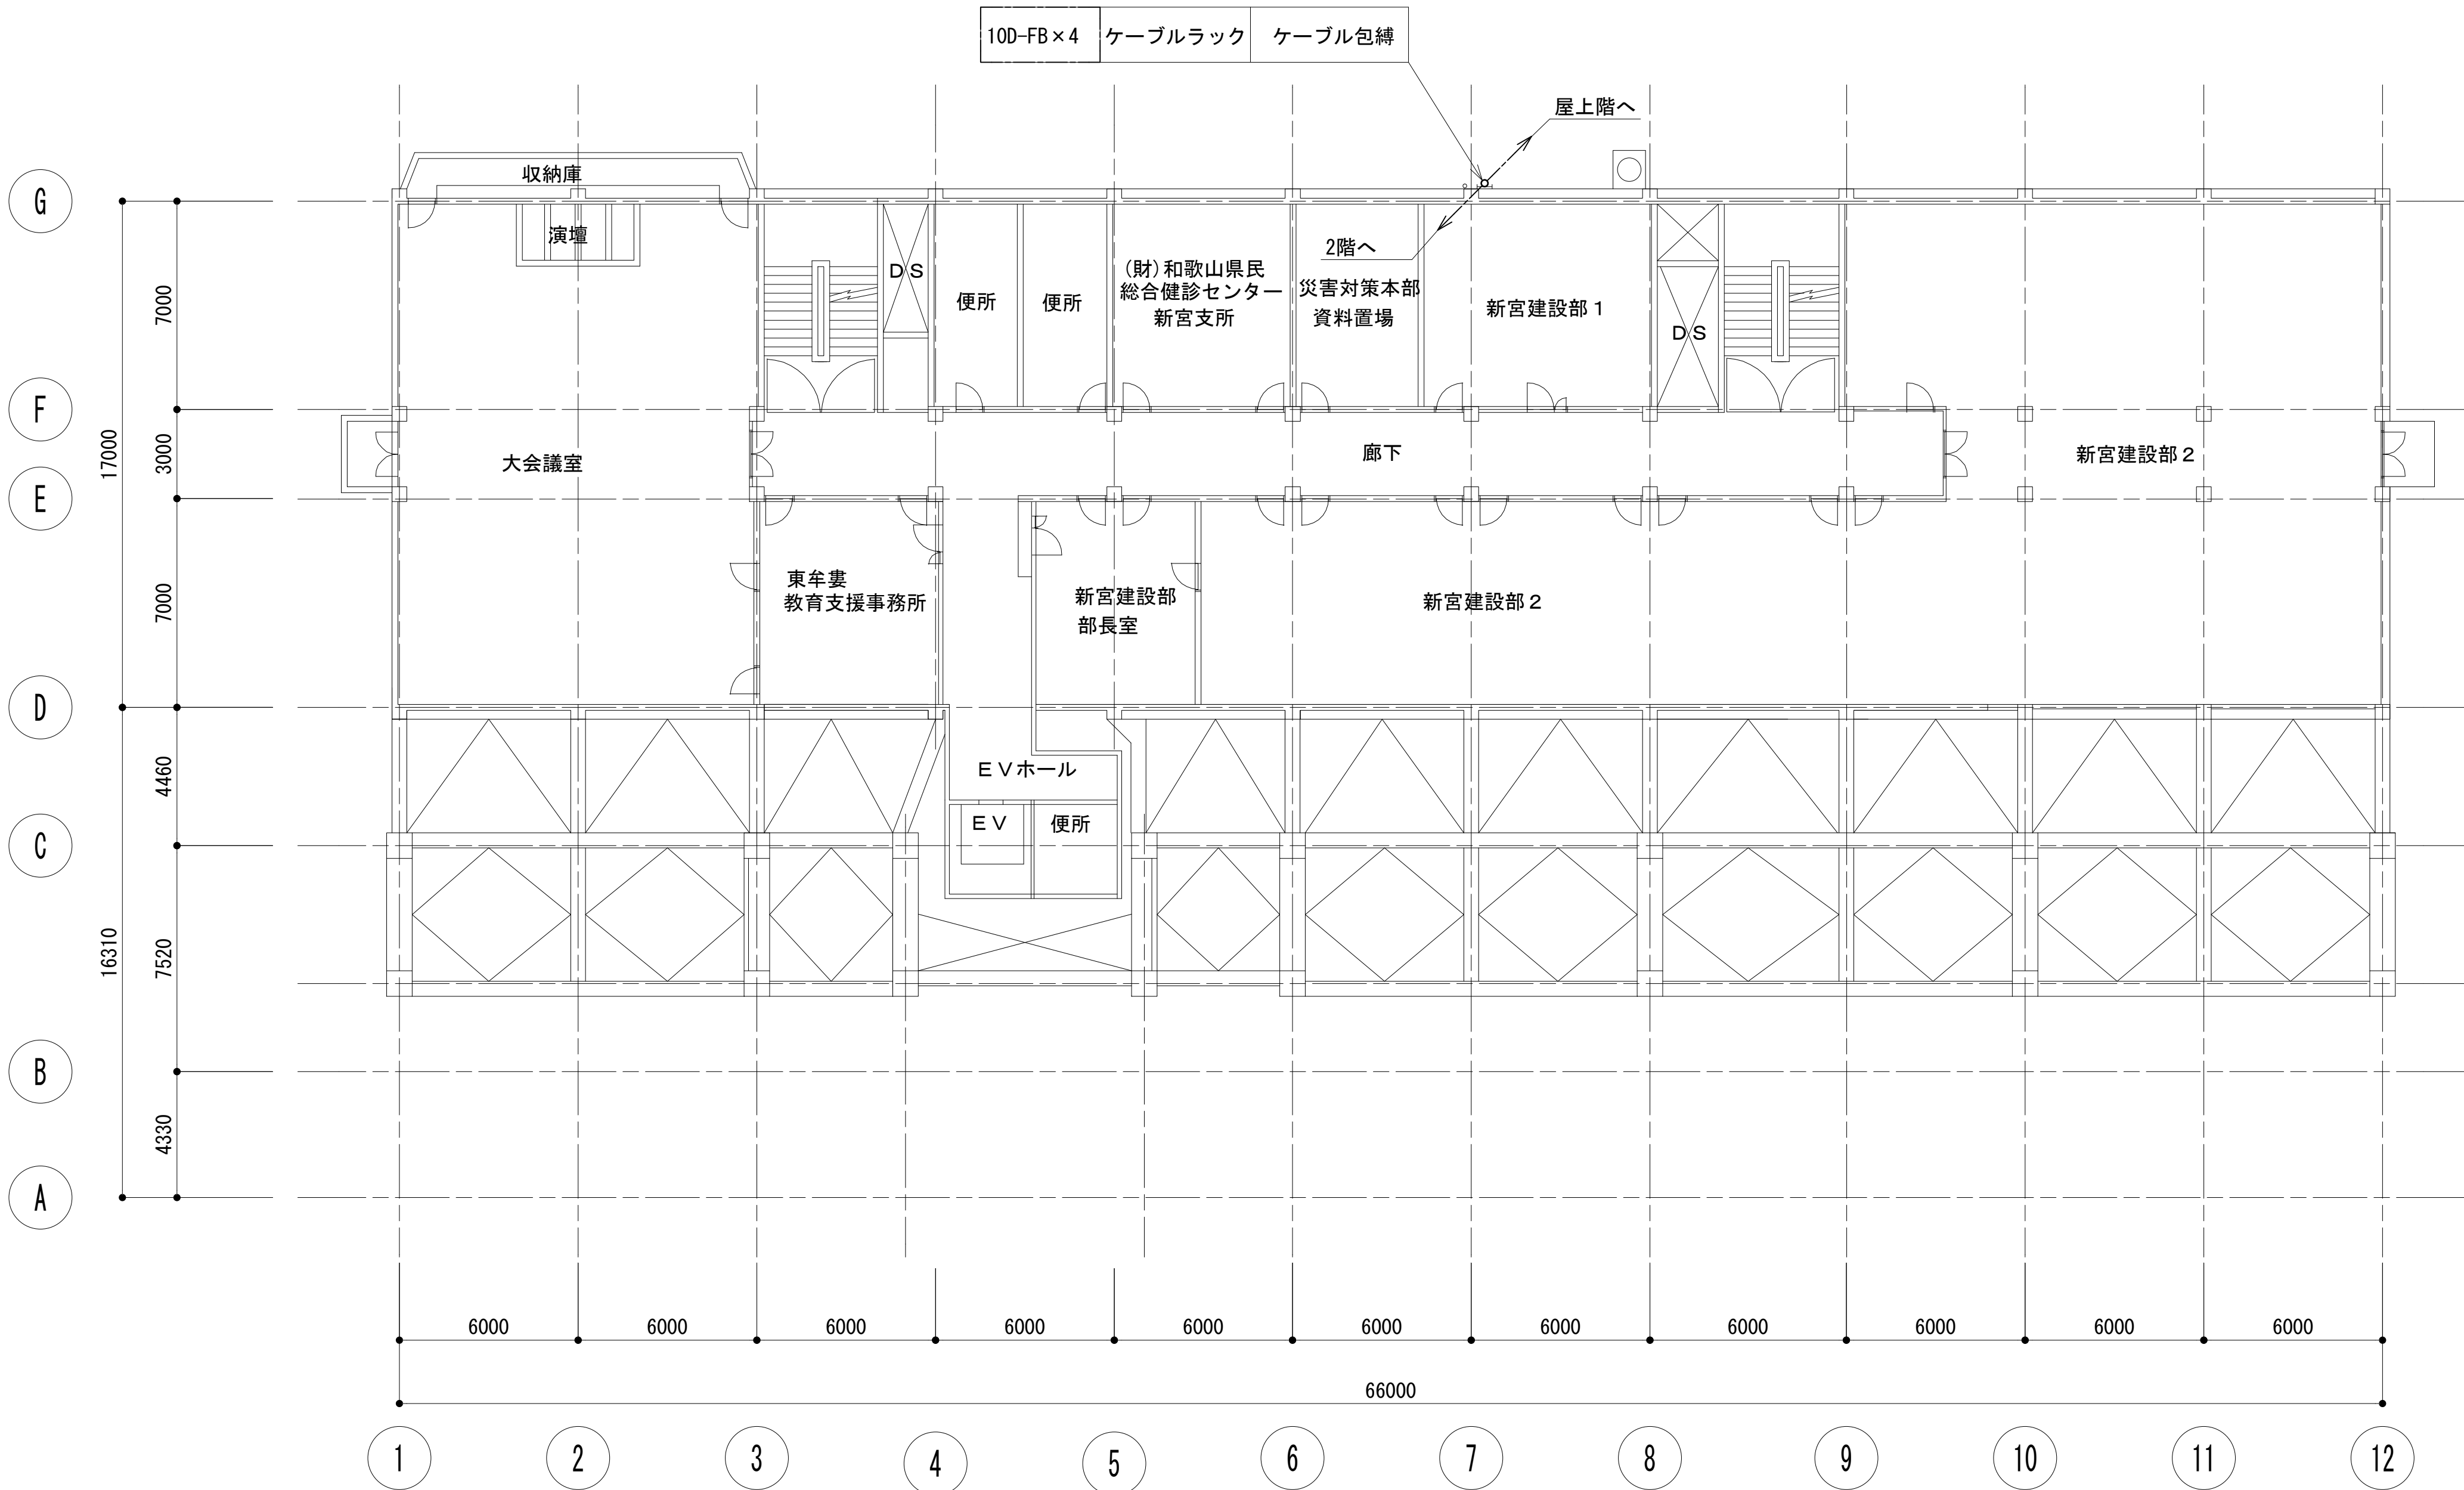 10D-FB×4 ケーブルラック ケーブル包縛
屋上階へ
収納庫
G
演壇
2階へ
DS
(財)和歌山県民
総合健診センター
新宮支所
災害対策本部
資料置場
便所
便所
新宮建設部1
DS
7000
F
17000
3000
大会議室
廊下
新宮建設部2
E
7000
東牟婁
教育支援事務所
新宮建設部
部長室
新宮建設部2
D
4460
EVホール
EV
便所
C
16310
7520
B
4330
A
6000 6000 6000 6000 6000 6000 6000 6000 6000 6000 6000
66000
1 2 3 4 5 6 7 8 9 10 11 12